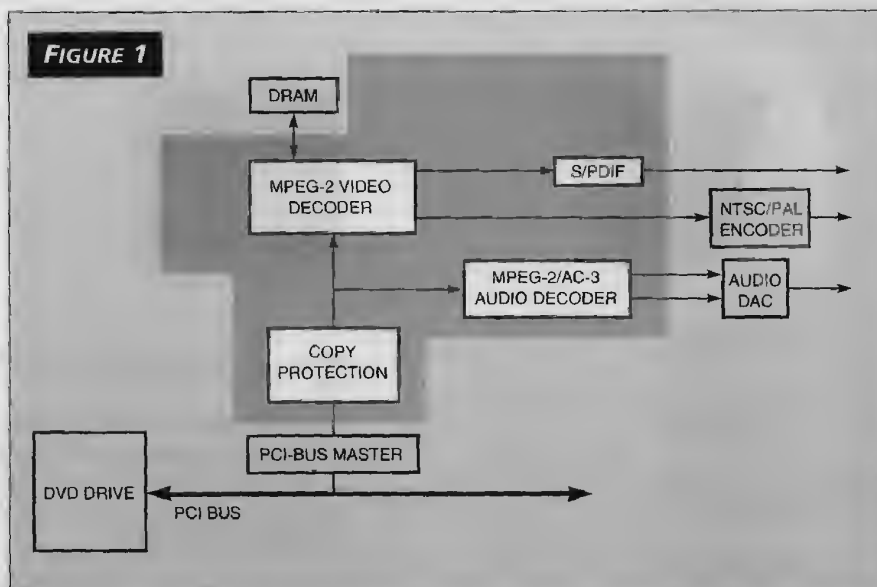 FIGURE 1
DRAM
MPEG-2 VIDEO
DECODER
S/PDIF
NTSC/PAL
ENCODER
MPEG-2/AC-3
AUDIO DECODER
AUDIO
DAC
COPY
PROTECTION
PCI-BUS MASTER
DVD DRIVE
PCI BUS